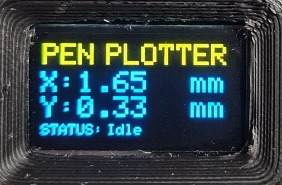 PEN PLOTTER
X:1.65 mm
Y:0.33 mm
STATUS: Idle